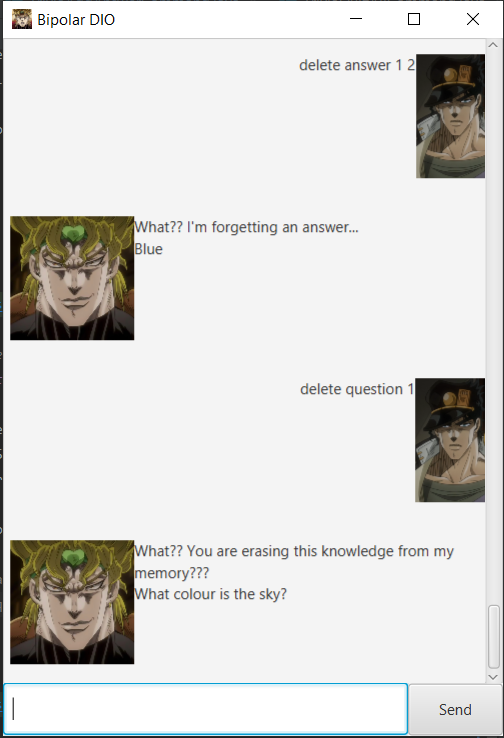 Bipolar DIO
delete answer 1 2
What?? I'm forgetting an answer...
Blue
delete question 1
What?? You are erasing this knowledge from my
memory???
What colour is the sky?
Send